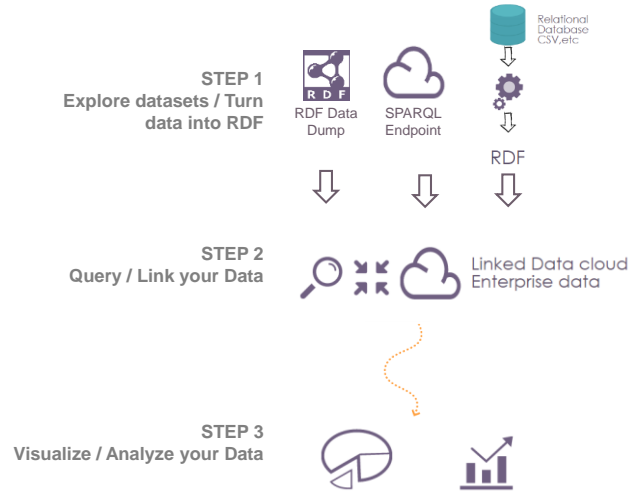 Relational
Database
CSV,etc
STEP 1
Explore datasets / Turn
data into RDF
RDF
RDF Data
Dump
SPARQL
Endpoint
RDF
STEP 2
Query / Link your Data
Linked Data cloud
Enterprise data
STEP 3
Visualize / Analyze your Data